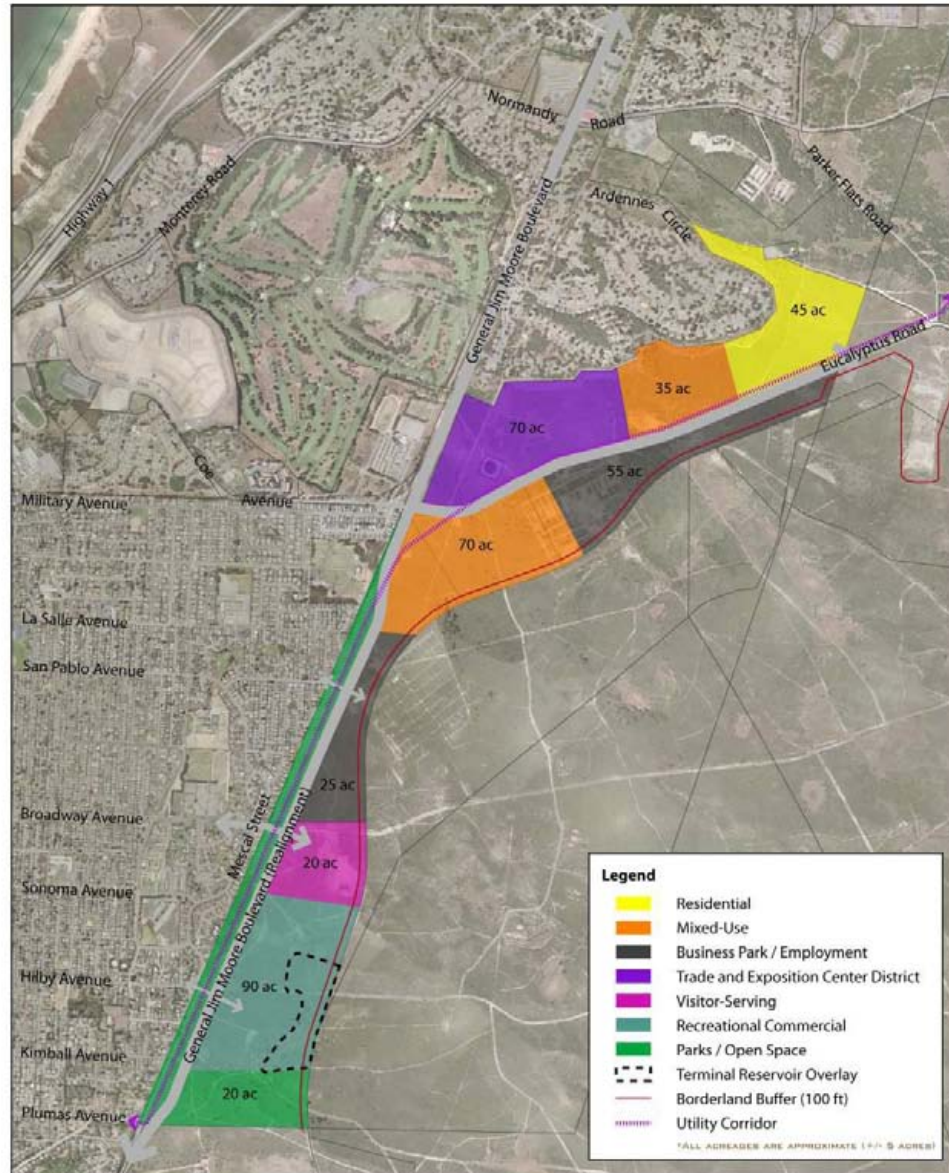 Normandy
Road
Highway 1
Monterey Road
General Jim Moore Boulevard
Ardennes
Circle
Parker Flats Road
45 ac
Eucalyptus Road
35 ac
70 ac
55 ac
Coe
Avenue
Military Avenue
70 ac
La Salle Avenue
San Pablo Avenue
25 ac
Broadway Avenue
Mescal Street
General Jim Moore Boulevard (Realignment)
20 ac
Sonoma Avenue
Hilby Avenue
90 ac
Kimball Avenue
20 ac
Plumas Avenue
Legend
Residential
Mixed-Use
Business Park / Employment
Trade and Exposition Center District
Visitor-Serving
Recreational Commercial
Parks / Open Space
Terminal Reservoir Overlay
Borderland Buffer (100 ft)
Utility Corridor
*ALL ACREAGES ARE APPROXIMATE (+/- 5 ACRES)